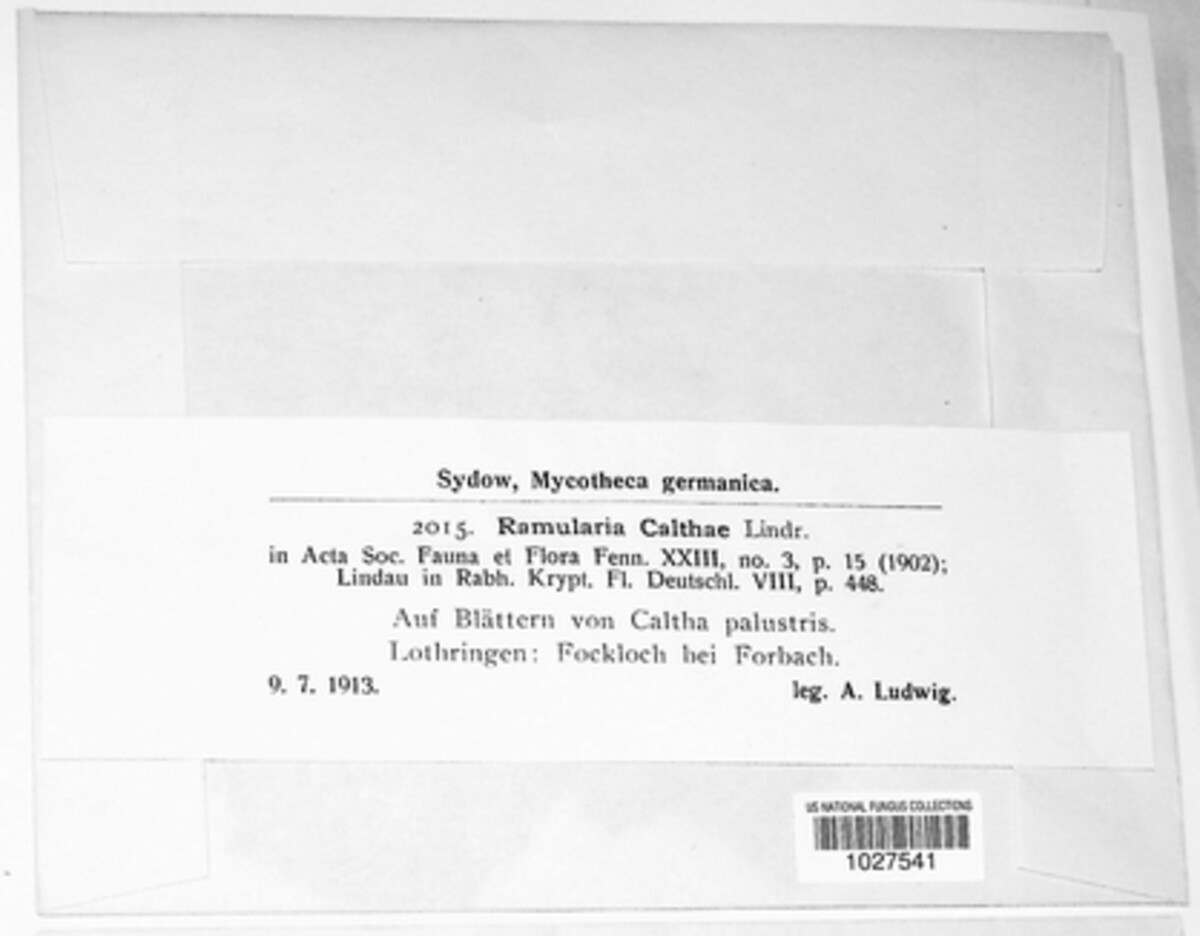 Sydow, Mycotheca germanica.
2015. Ramularia Calthae Lindr.
in Acta Soc. Fauna et Flora Fenn. XXIII, no. 3, p. 15 (1902);
Lindau in Rabh. Krypt. Fl. Deutschl. VIII, p. 448.
Auf Blättern von Caltha palustris.
Lothringen: Fockloch bei Forbach.
9. 7. 1913. leg. A. Ludwig.
US NATIONAL FUNGUS COLLECTIONS
1027541